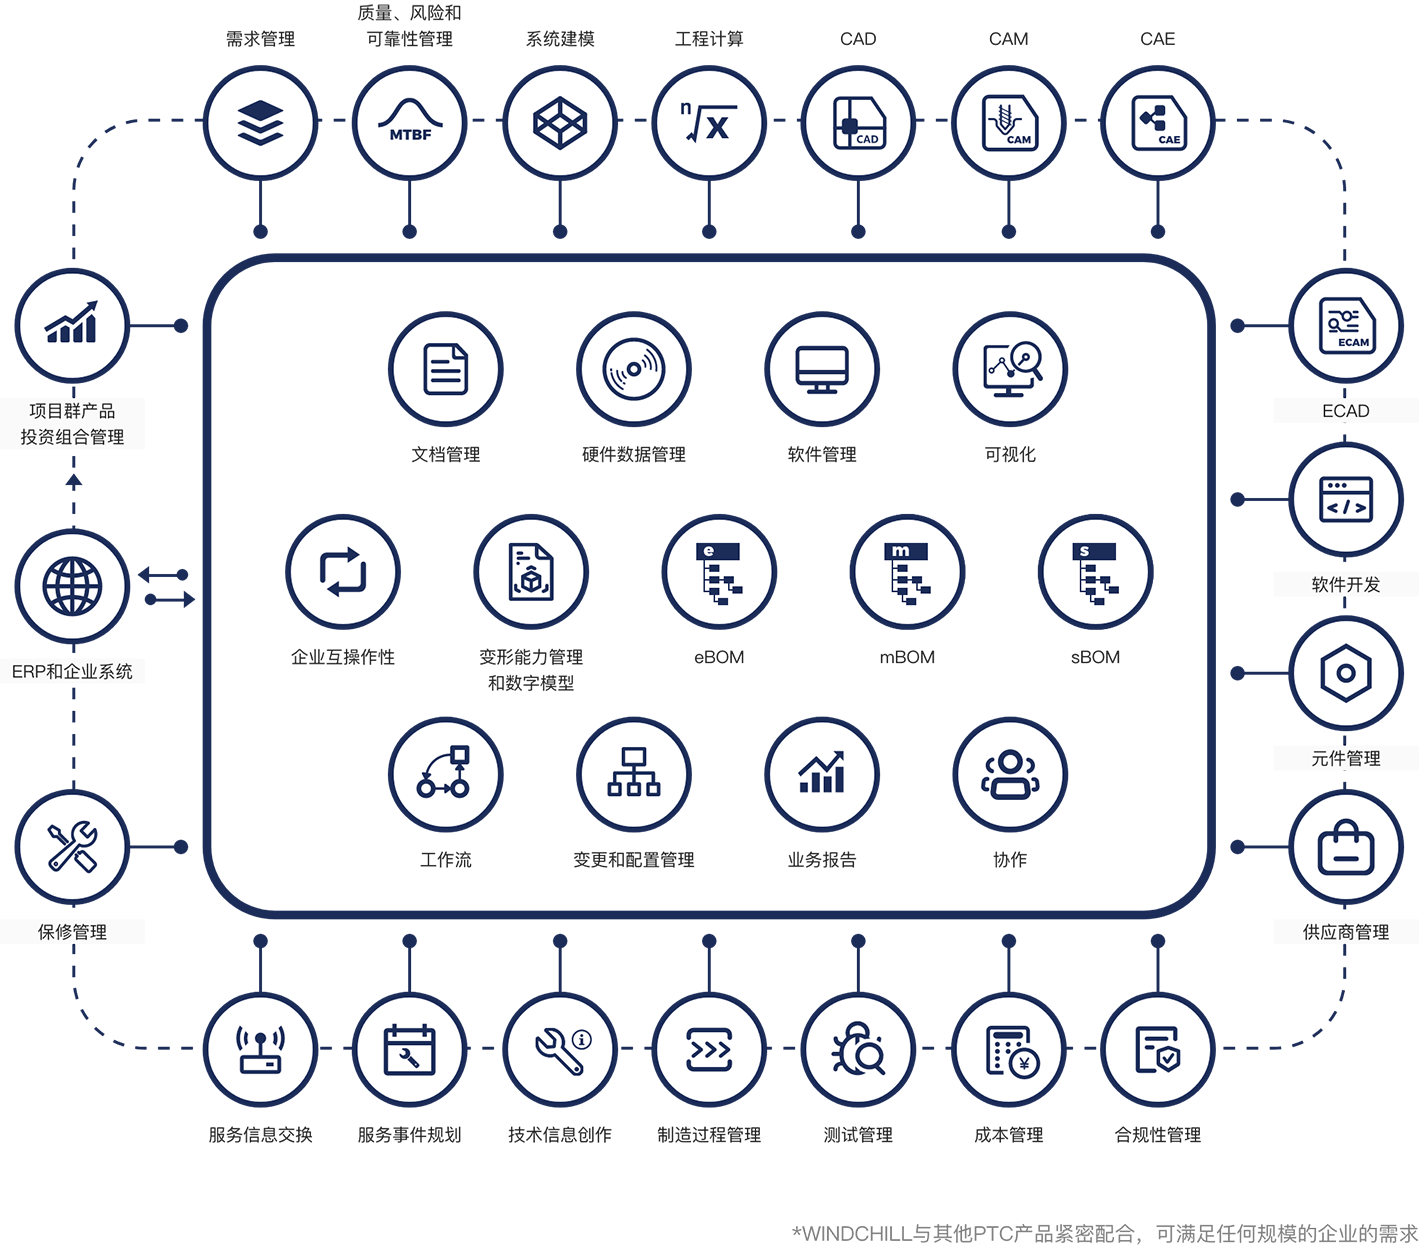 质量、风险和
需求管理
可靠性管理
系统建模
工程计算
CAD
CAM
CAE
MTBF
n
√x
CAD
CAM
CAE
项目群产品
投资组合管理
ECAM
ECAD
文档管理
硬件数据管理
软件管理
可视化
</>
软件开发
e
m
s
企业互操作性
变形能力管理
和数字模型
eBOM
mBOM
sBOM
ERP和企业系统
元件管理
工作流
变更和配置管理
业务报告
协作
保修管理
供应商管理
i
¥
服务信息交换
服务事件规划
技术信息创作
制造过程管理
测试管理
成本管理
合规性管理
*WINDCHILL与其他PTC产品紧密配合，可满足任何规模的企业的需求